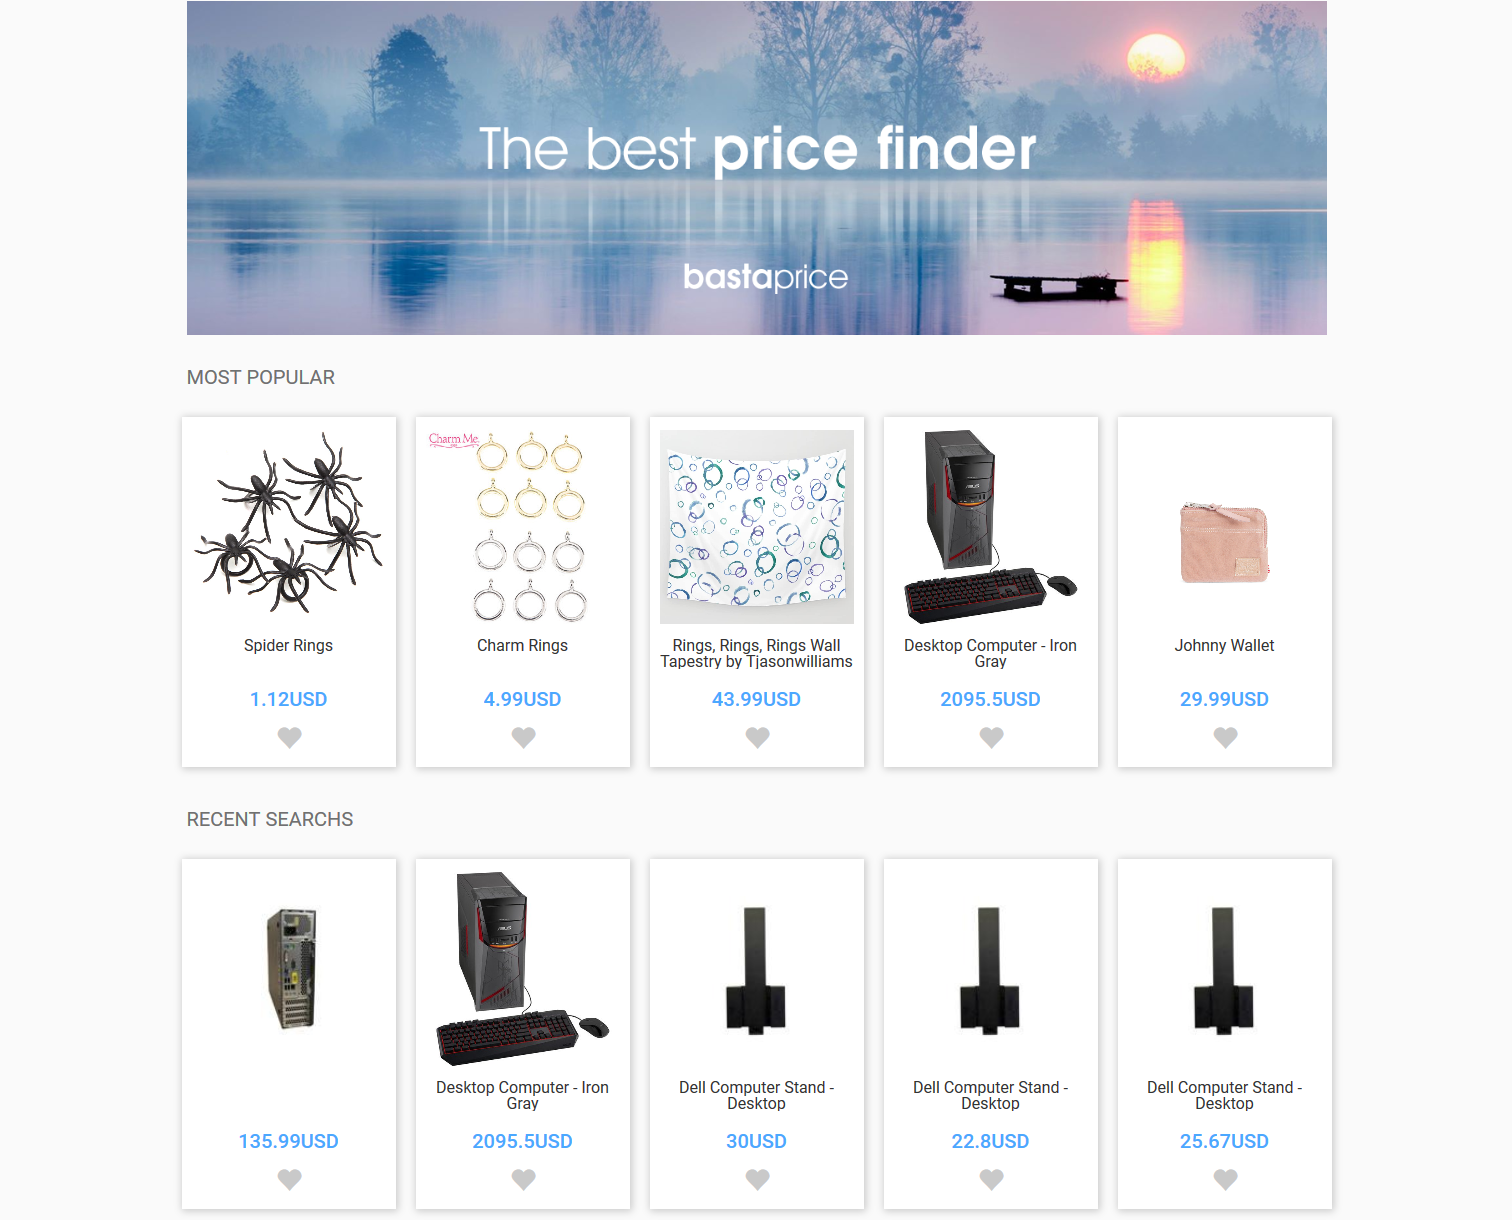 The best price finder
bastaprice
MOST POPULAR
Charm Me
ASUS
Spider Rings
Charm Rings
Rings, Rings, Rings Wall
Tapestry by Tjasonwilliams
Desktop Computer - Iron
Gray
Johnny Wallet
1.12USD
4.99USD
43.99USD
2095.5USD
29.99USD
RECENT SEARCHS
ASUS
Desktop Computer - Iron
Gray
Dell Computer Stand -
Desktop
Dell Computer Stand -
Desktop
Dell Computer Stand -
Desktop
135.99USD
2095.5USD
30USD
22.8USD
25.67USD